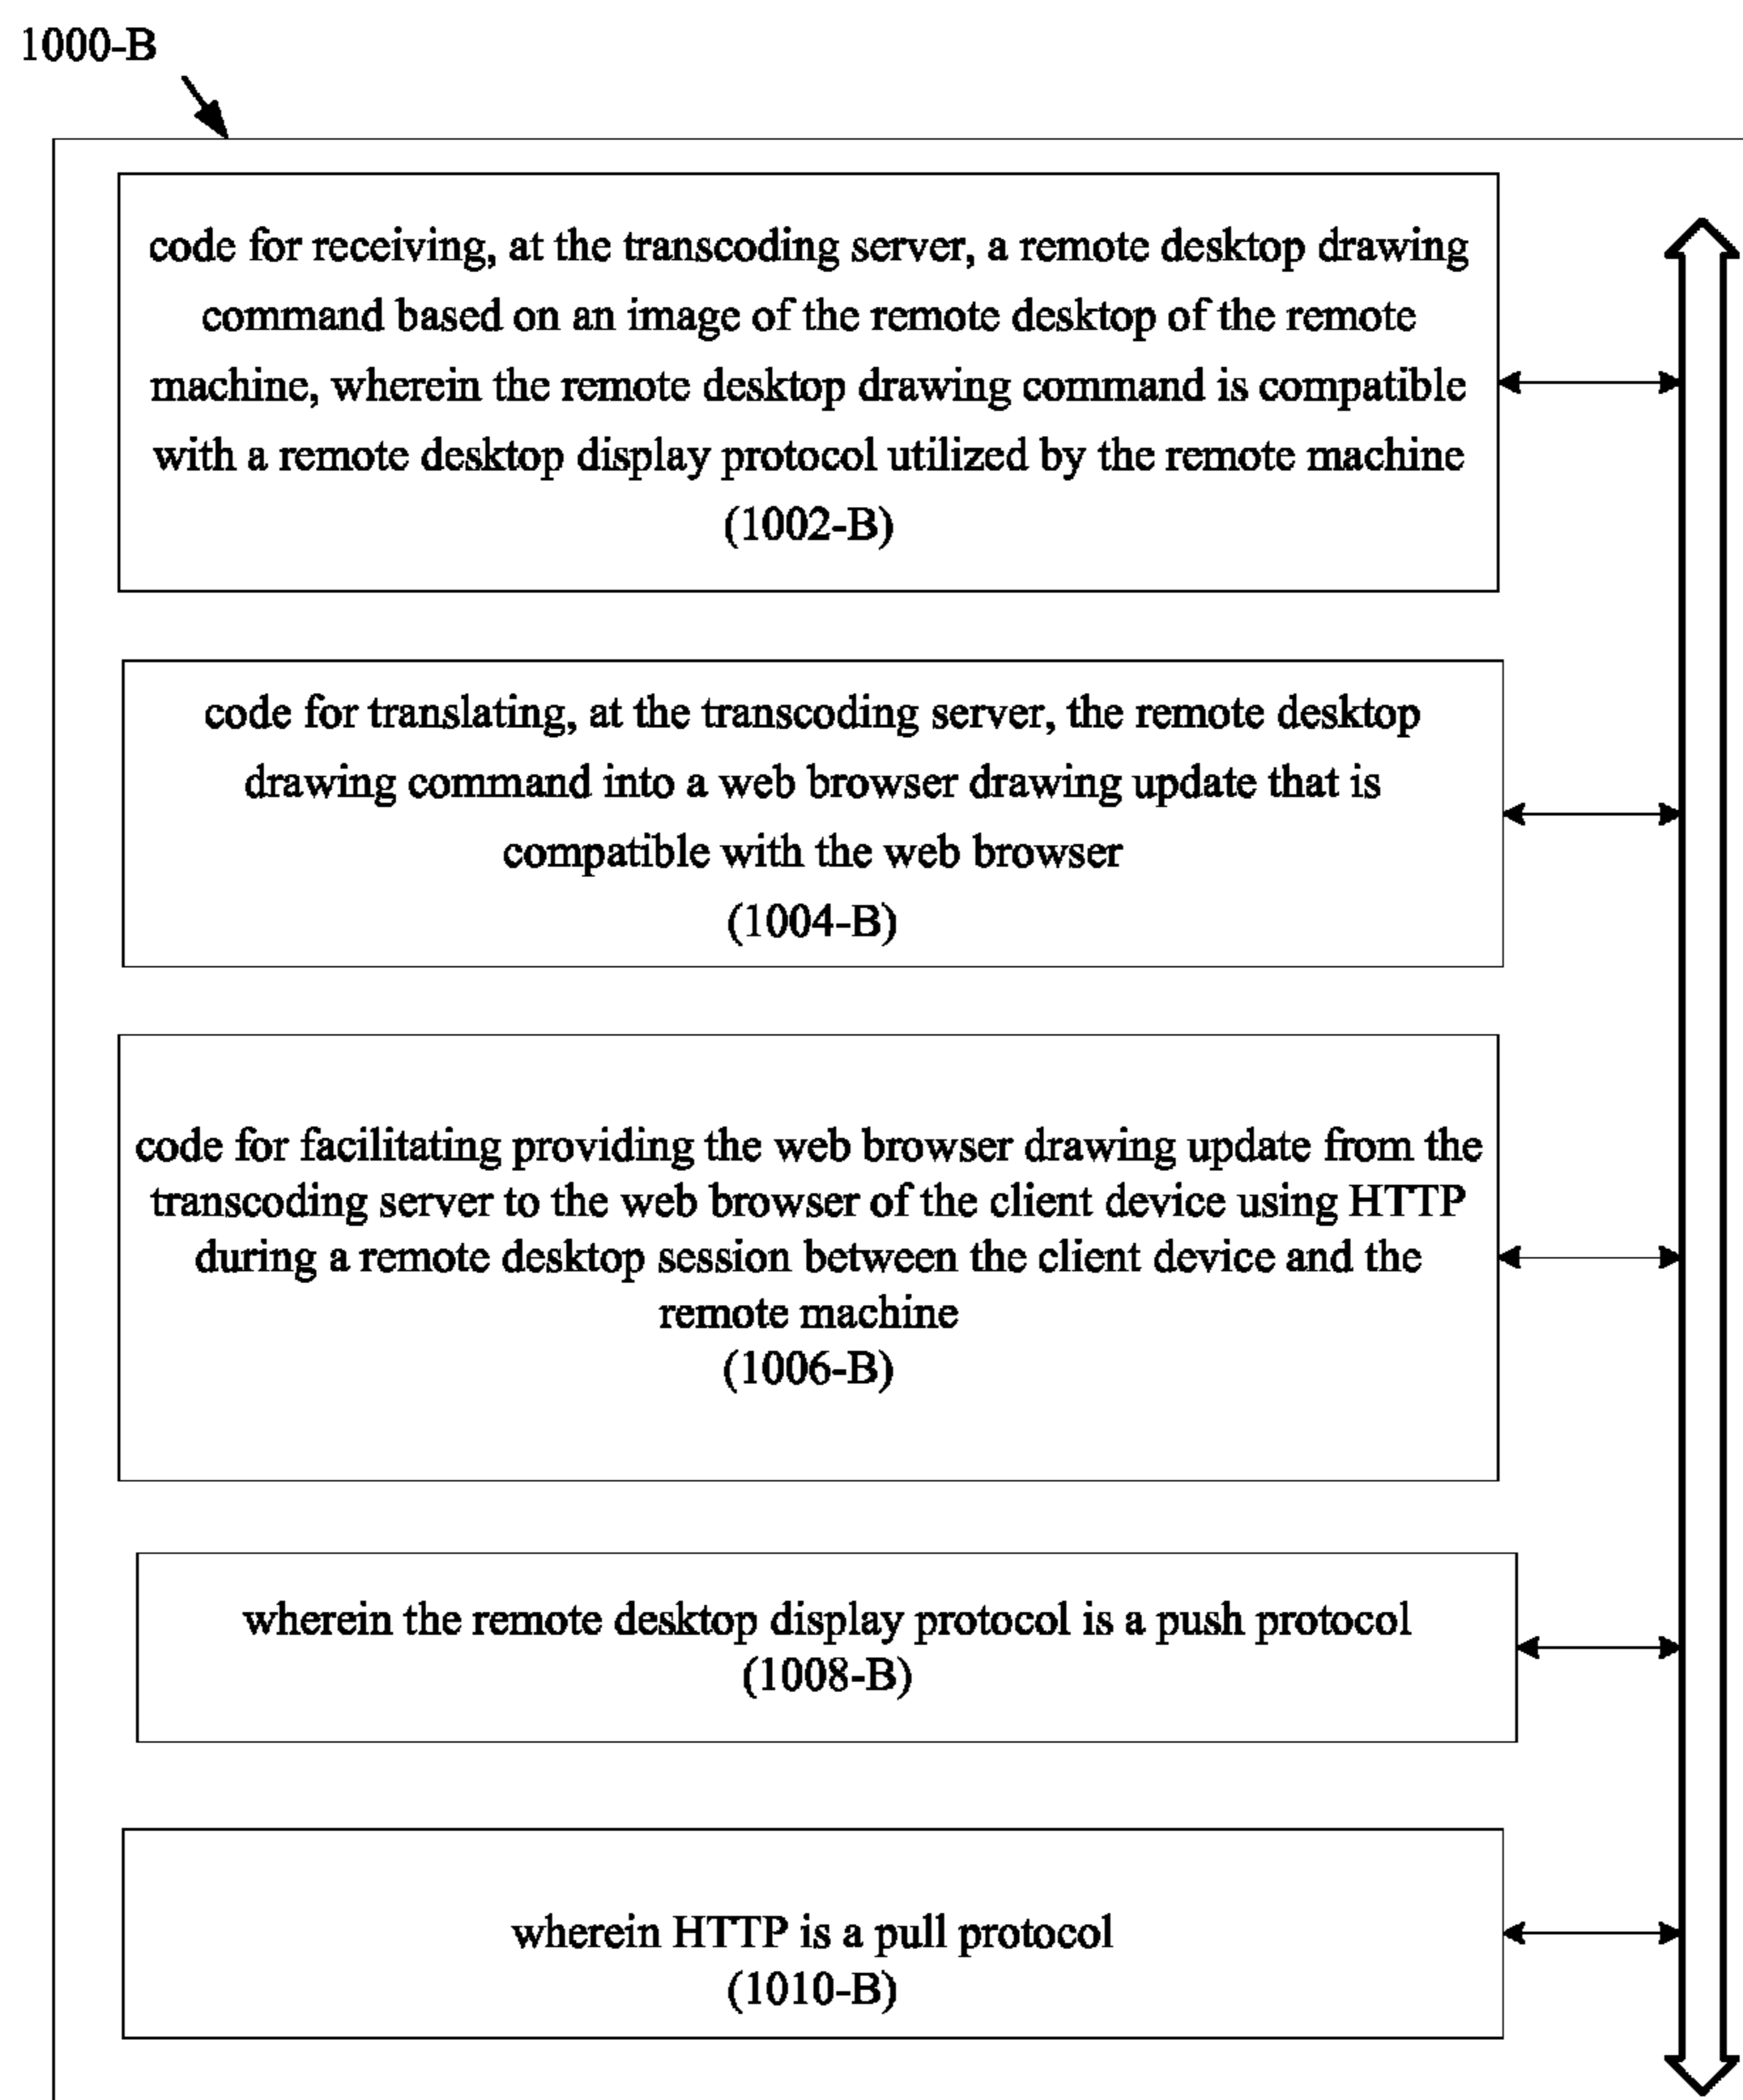 1000-B
code for receiving, at the transcoding server, a remote desktop drawing
command based on an image of the remote desktop of the remote
machine, wherein the remote desktop drawing command is compatible
with a remote desktop display protocol utilized by the remote machine
(1002-B)
code for translating, at the transcoding server, the remote desktop
drawing command into a web browser drawing update that is
compatible with the web browser
(1004-B)
code for facilitating providing the web browser drawing update from the
transcoding server to the web browser of the client device using HTTP
during a remote desktop session between the client device and the
remote machine
(1006-B)
wherein the remote desktop display protocol is a push protocol
(1008-B)
wherein HTTP is a pull protocol
(1010-B)